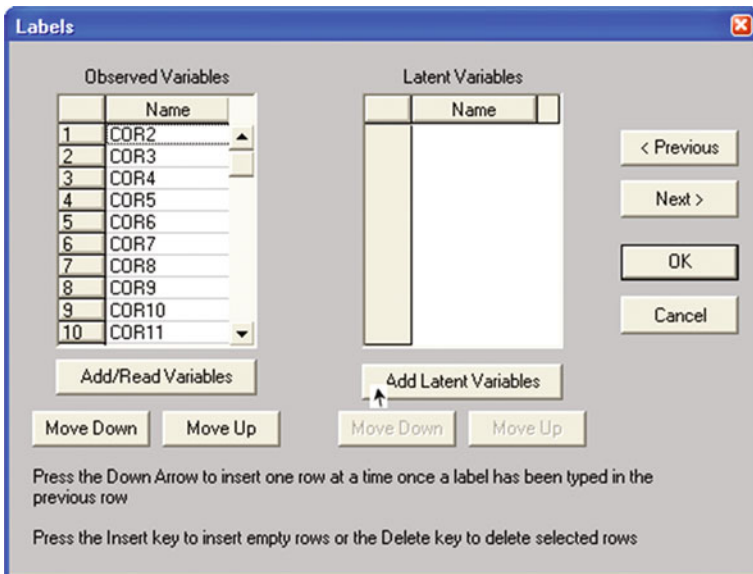 Labels
Observed Variables
Latent Variables
Name
Name
1 COR2
2 COR3
3 COR4
4 COR5
5 COR6
6 COR7
7 COR8
8 COR9
9 COR10
10 COR11
< Previous
Next >
OK
Cancel
Add/Read Variables
Add Latent Variables
Move Down
Move Up
Move Down
Move Up
Press the Down Arrow to insert one row at a time once a label has been typed in the
previous row
Press the Insert key to insert empty rows or the Delete key to delete selected rows